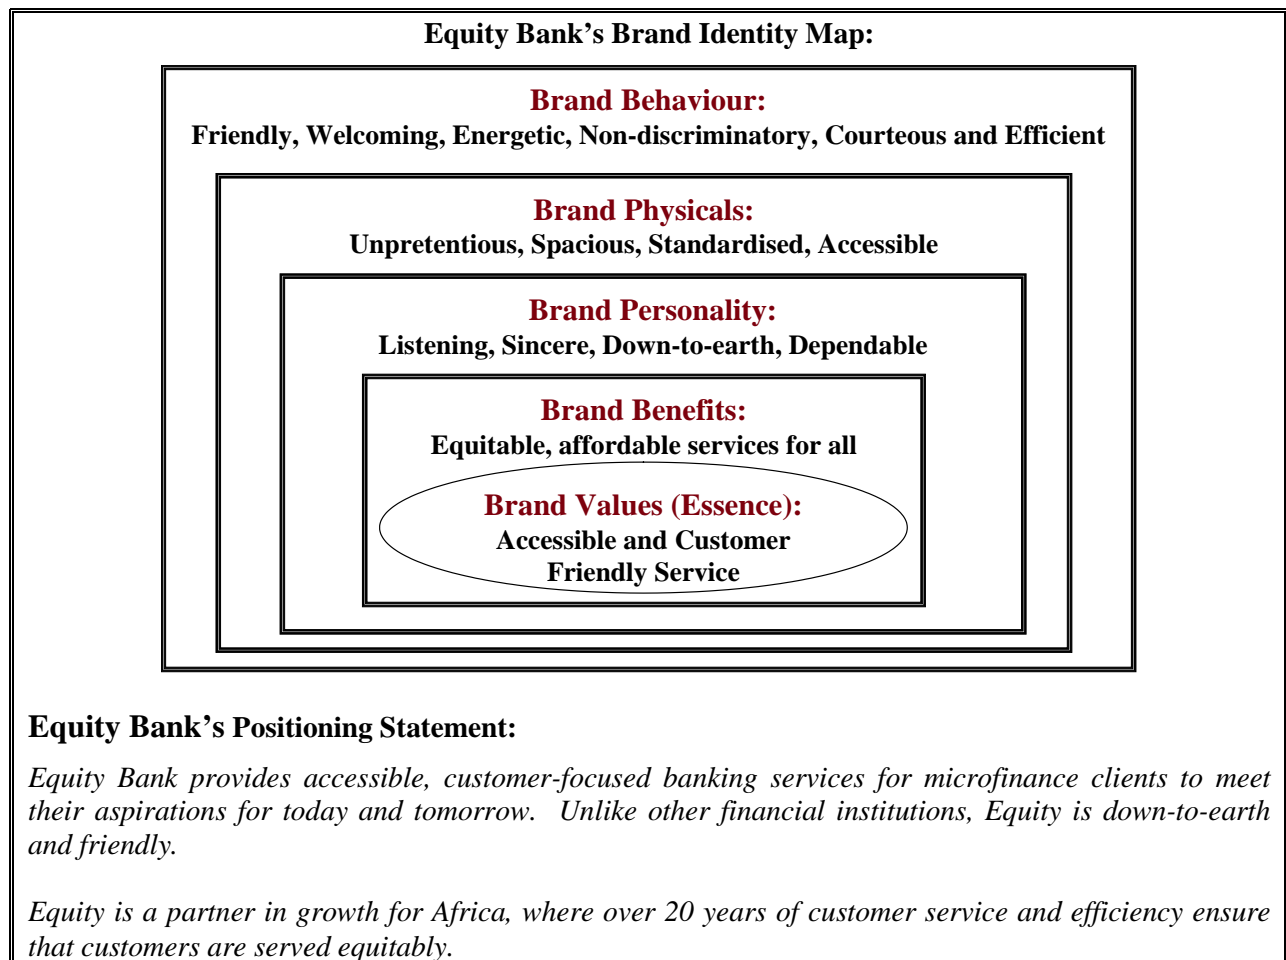 Equity Bank’s Brand Identity Map:
Brand Behaviour:
Friendly, Welcoming, Energetic, Non-discriminatory, Courteous and Efficient
Brand Physicals:
Unpretentious, Spacious, Standardised, Accessible
Brand Personality:
Listening, Sincere, Down-to-earth, Dependable
Brand Benefits:
Equitable, affordable services for all
Brand Values (Essence):
Accessible and Customer
Friendly Service
Equity Bank’s Positioning Statement:
Equity Bank provides accessible, customer-focused banking services for microfinance clients to meet
their aspirations for today and tomorrow.  Unlike other financial institutions, Equity is down-to-earth
and friendly.
Equity is a partner in growth for Africa, where over 20 years of customer service and efficiency ensure
that customers are served equitably.